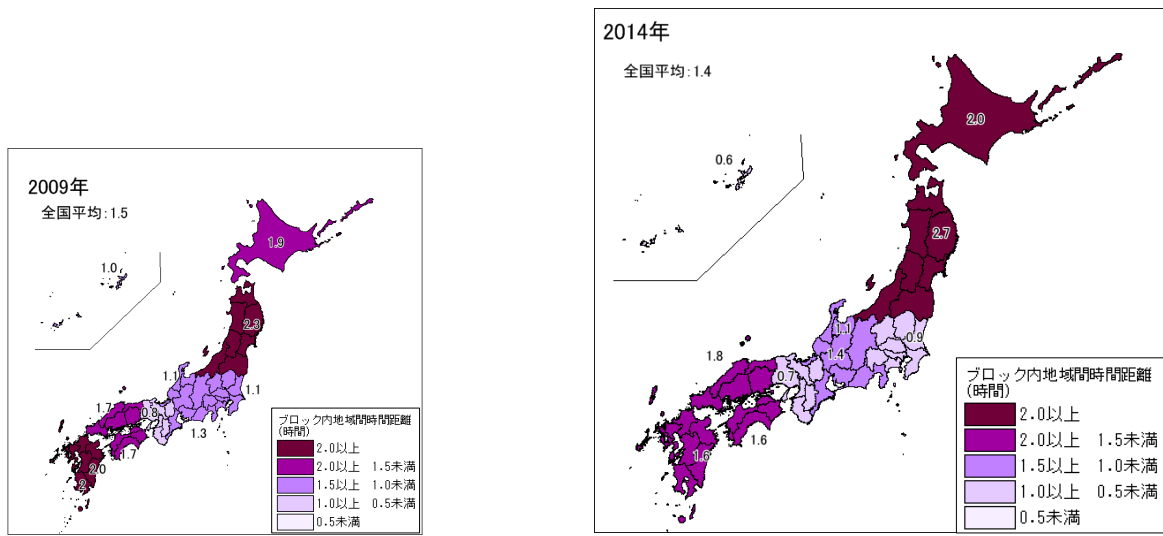 2009年
全国平均:1.5
1.9
1.0
2.3
1.1
1.1
1.7
0.8
1.3
1.7
2.0
2
ブロック内地域間時間距離
(時間)
2.0以上
2.0以上 1.5未満
1.5以上 1.0未満
1.0以上 0.5未満
0.5未満
2014年
全国平均:1.4
2.0
0.6
2.7
1.1
0.9
1.4
1.8
0.7
1.6
1.6
ブロック内地域間時間距離
(時間)
2.0以上
2.0以上 1.5未満
1.5以上 1.0未満
1.0以上 0.5未満
0.5未満